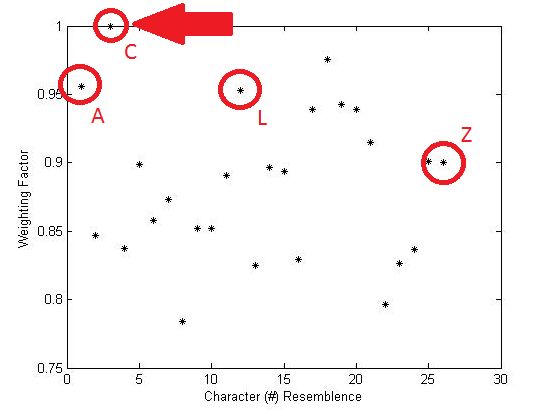 1
C
0.95
A
L
Z
0.9
Weighting Factor
0.85
0.8
0.75
0 5 10 15 20 25 30
Character (#) Resemblence